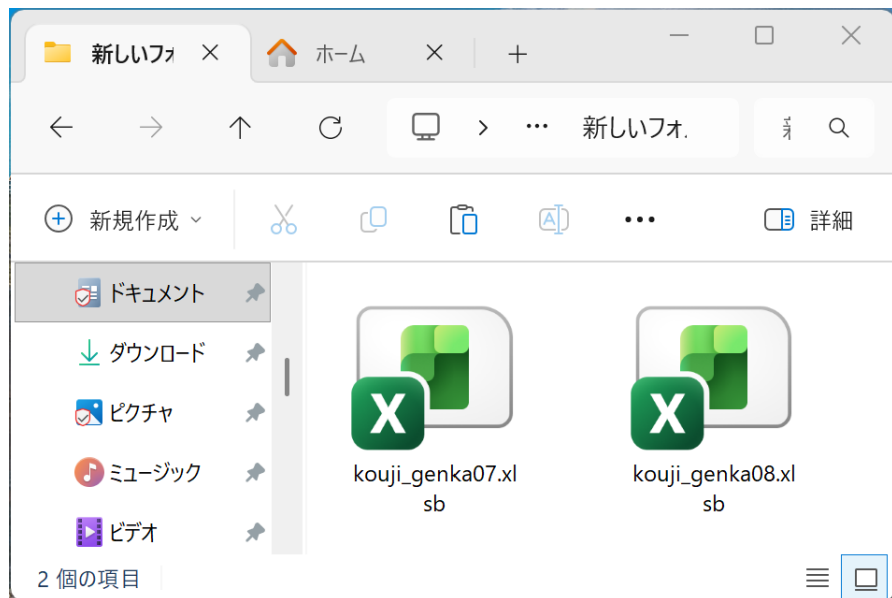 新しいフォ
ホーム
新しいフォ.
新規作成
詳細
ドキュメント
ダウンロード
ピクチャ
ミュージック
ビデオ
kouji_genka07.xl
sb
kouji_genka08.xl
sb
2 個の項目